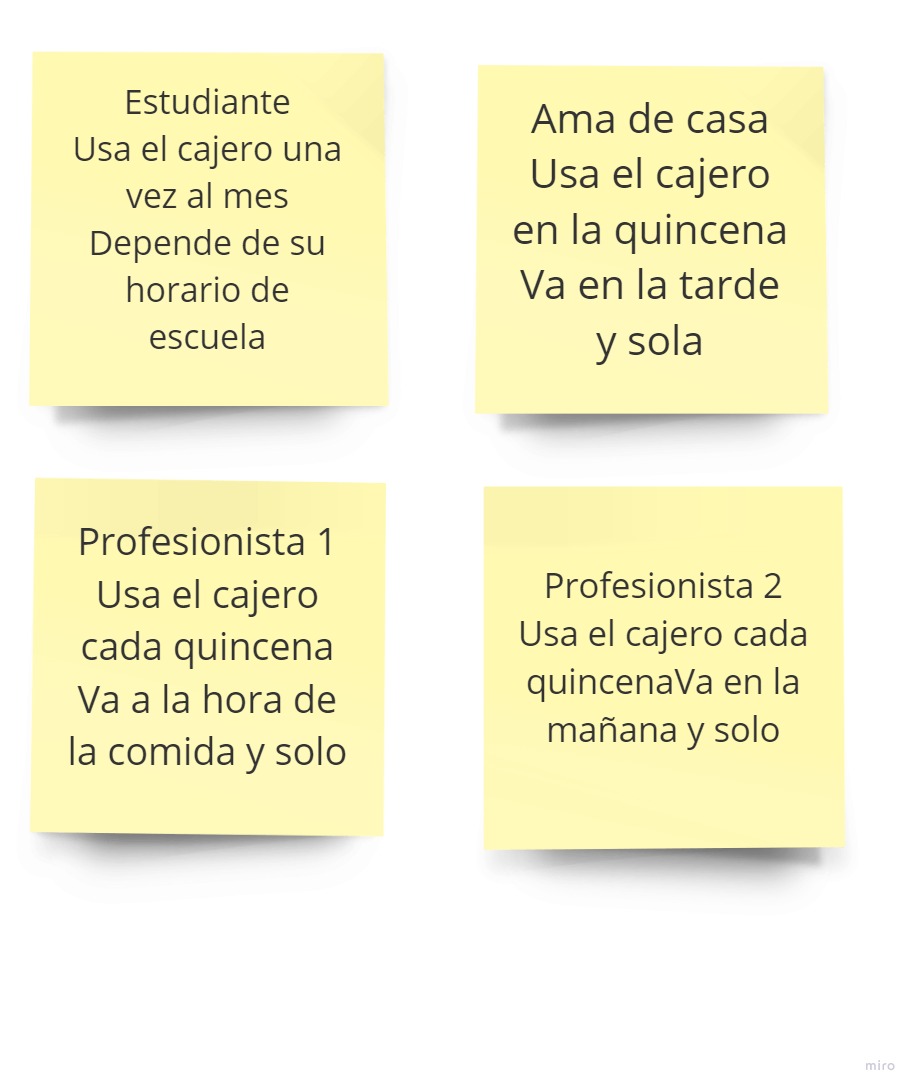 Estudiante
Usa el cajero una
vez al mes
Depende de su
horario de
escuela
Ama de casa
Usa el cajero
en la quincena
Va en la tarde
y sola
Profesionista 1
Usa el cajero
cada quincena
Va a la hora de
la comida y solo
Profesionista 2
Usa el cajero cada
quincenaVa en la
mañana y solo
miro